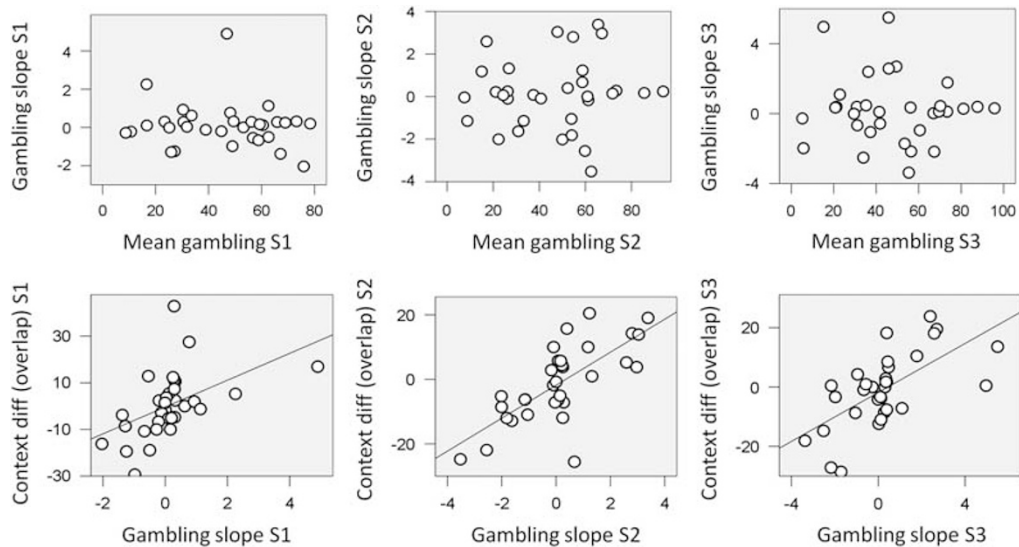 Gambling slope S1
4
2
0
-2
0 20 40 60 80
Mean gambling S1
Gambling slope S2
4
2
0
-2
-4
0 20 40 60 80
Mean gambling S2
Gambling slope S3
4
0
-4
0 20 40 60 80 100
Mean gambling S3
Context diff (overlap) S1
30
10
-10
-30
-2 0 2 4
Gambling slope S1
Context diff (overlap) S2
20
0
-20
-4 -2 0 2 4
Gambling slope S2
Context diff (overlap) S3
20
0
-20
-4 0 4
Gambling slope S3